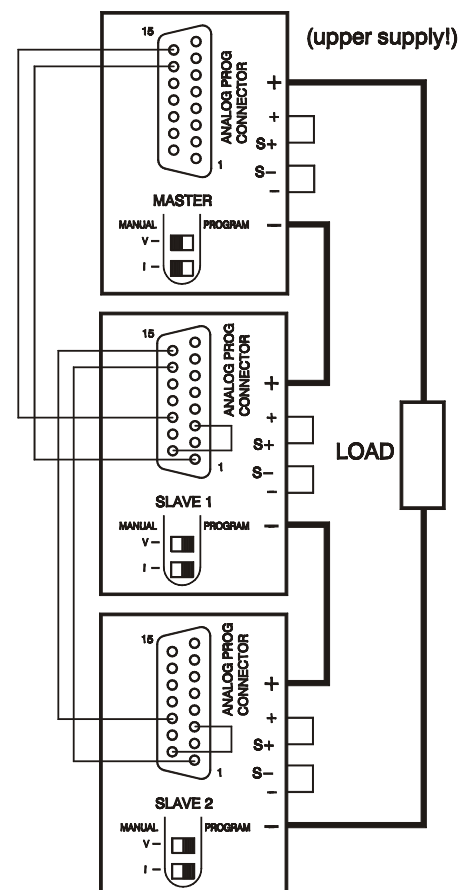 (upper supply!)
15
ANALOG PROG
CONNECTOR
1
+
+
S+
S–
–
MASTER
MANUAL
PROGRAM
–
V –
I –
15
ANALOG PROG
CONNECTOR
1
+
+
S+
S–
–
LOAD
SLAVE 1
MANUAL
PROGRAM
–
V –
I –
15
ANALOG PROG
CONNECTOR
1
+
+
S+
S–
–
SLAVE 2
MANUAL
PROGRAM
–
V –
I –